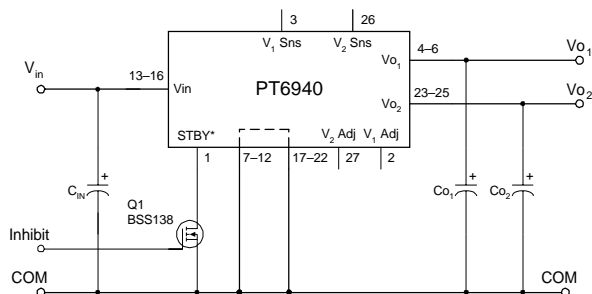 3
26
V1 Sns
V2 Sns
4–6
Vo1
Vo1
Vin
13–16
Vin
PT6940
23–25
Vo2
Vo2
STBY*
V2 Adj
V1 Adj
1
7–12
17–22
27
2
+
CIN
Q1
BSS138
+
Co1
+
Co2
Inhibit
COM
COM